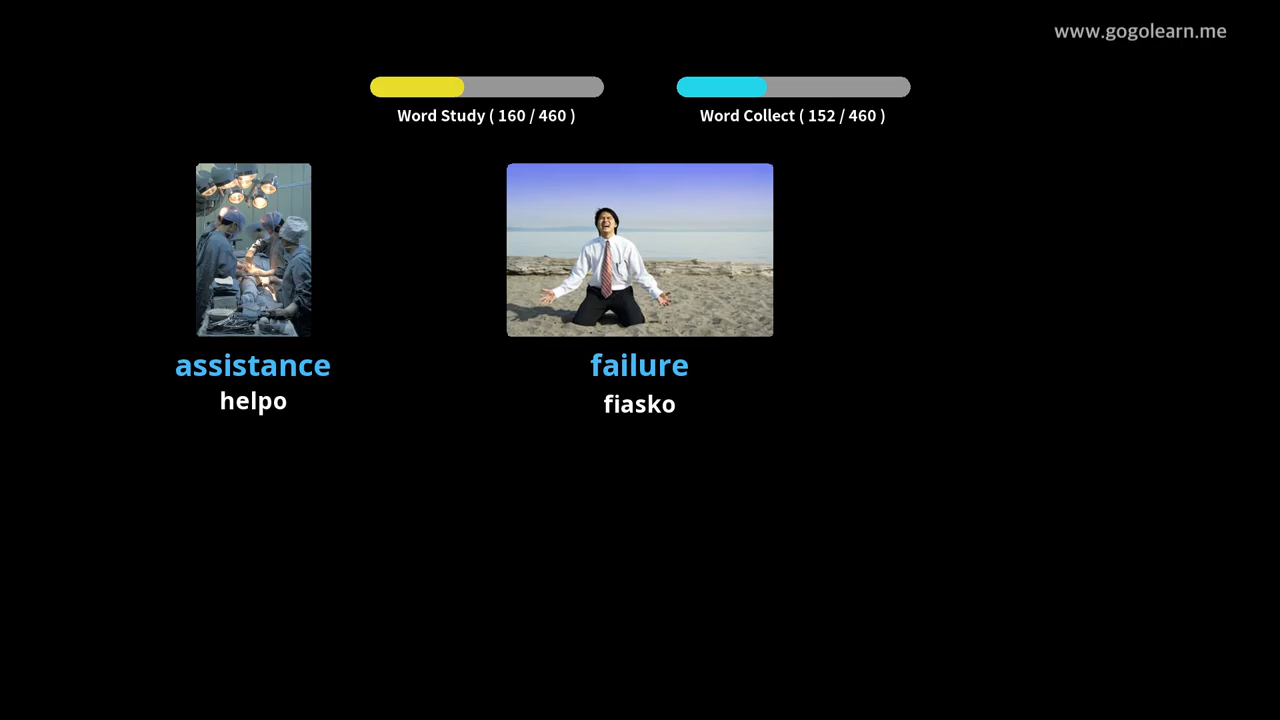 www.gogolearn.me
Word Study ( 160 / 460 )
Word Collect ( 152 / 460 )
assistance
helpo
failure
fiasko